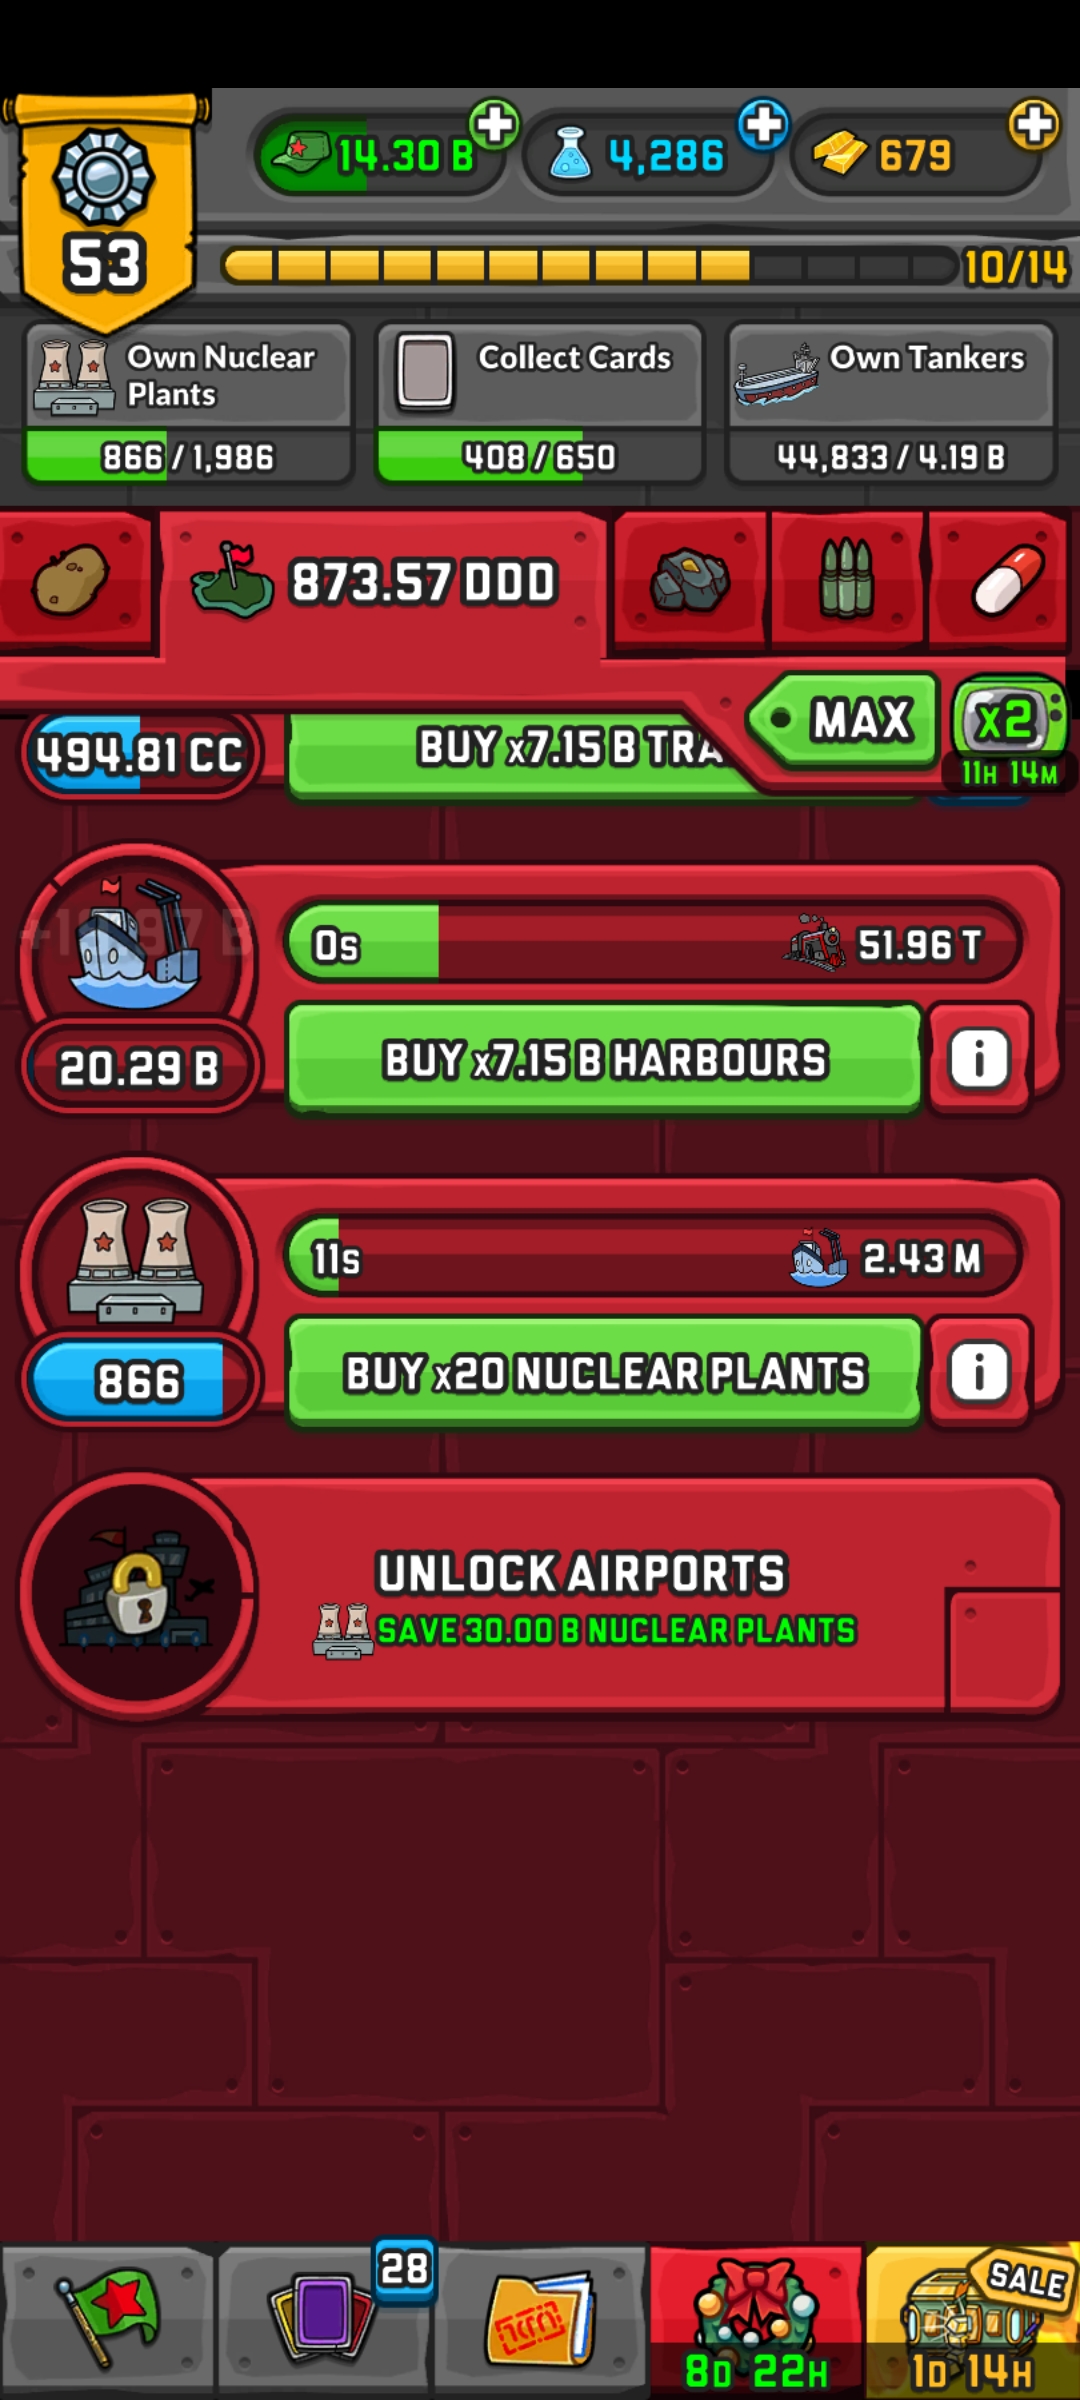 14.30 B
4,286
679
53
10/14
Own Nuclear
Plants
866 / 1,986
Collect Cards
408 / 650
Own Tankers
44,833 / 4.19 B
873.57 DDD
MAX
x2
11H 14M
494.81 CC
BUY x7.15 B TRA
0s
51.96 T
20.29 B
BUY x7.15 B HARBOURS
i
11s
2.43 M
866
BUY x20 NUCLEAR PLANTS
i
UNLOCK AIRPORTS
SAVE 30.00 B NUCLEAR PLANTS
28
8D 22H
SALE
1D 14H